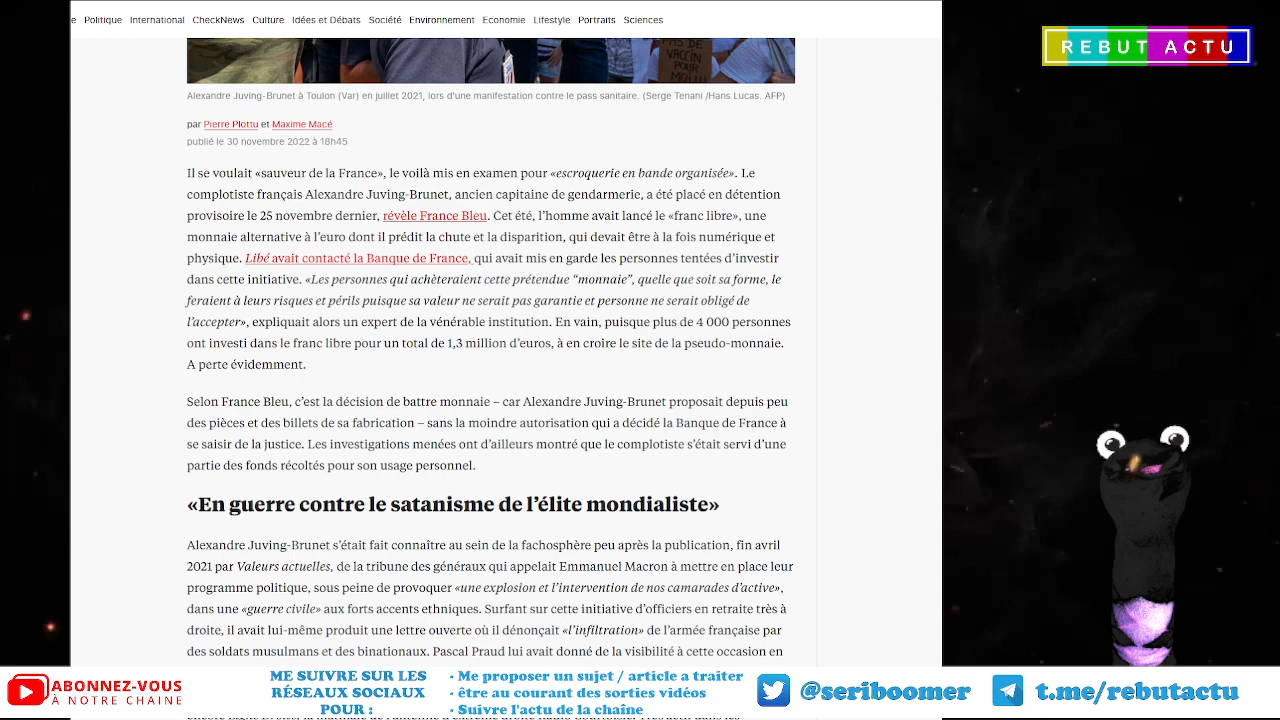 e Politique International CheckNews Culture Idées et Débats Société Environnement Economie Lifestyle Portraits Sciences
REBUT ACTU
PAS DE
VACCIN
POUR
Alexandre Juving-Brunet à Toulon (Var) en juillet 2021, lors d'une manifestation contre le pass sanitaire. (Serge Tenani /Hans Lucas. AFP)
par Pierre Plottu et Maxime Macé
publié le 30 novembre 2022 à 18h45
Il se voulait «sauveur de la France», le voilà mis en examen pour «escroquerie en bande organisée». Le
complotiste français Alexandre Juving-Brunet, ancien capitaine de gendarmerie, a été placé en détention
provisoire le 25 novembre dernier, révèle France Bleu. Cet été, l'homme avait lancé le «franc libre», une
monnaie alternative à l'euro dont il prédit la chute et la disparition, qui devait être à la fois numérique et
physique. Libé avait contacté la Banque de France, qui avait mis en garde les personnes tentées d'investir
dans cette initiative. «Les personnes qui achèteraient cette prétendue "monnaie", quelle que soit sa forme, le
feraient à leurs risques et périls puisque sa valeur ne serait pas garantie et personne ne serait obligé de
l'accepter», expliquait alors un expert de la vénérable institution. En vain, puisque plus de 4 000 personnes
ont investi dans le franc libre pour un total de 1,3 million d'euros, à en croire le site de la pseudo-monnaie.
A perte évidemment.
Selon France Bleu, c'est la décision de battre monnaie – car Alexandre Juving-Brunet proposait depuis peu
des pièces et des billets de sa fabrication – sans la moindre autorisation qui a décidé la Banque de France à
se saisir de la justice. Les investigations menées ont d'ailleurs montré que le complotiste s'était servi d'une
partie des fonds récoltés pour son usage personnel.
«En guerre contre le satanisme de l'élite mondialiste»
Alexandre Juving-Brunet s'était fait connaître au sein de la fachosphère peu après la publication, fin avril
2021 par Valeurs actuelles, de la tribune des généraux qui appelait Emmanuel Macron à mettre en place leur
programme politique, sous peine de provoquer «une explosion et l'intervention de nos camarades d'active»,
dans une «guerre civile» aux forts accents ethniques. Surfant sur cette initiative d'officiers en retraite très à
droite, il avait lui-même produit une lettre ouverte où il dénonçait «l'infiltration» de l'armée française par
des soldats musulmans et des binationaux. Pascal Praud lui avait donné de la visibilité à cette occasion en
ABONNEZ-VOUS
À NOTRE CHAINE
ME SUIVRE SUR LES
RÉSEAUX SOCIAUX
POUR :
- Me proposer un sujet / article a traiter
- être au courant des sorties vidéos
- Suivre l'actu de la chaîne
@seriboomer
t.me/rebutactu